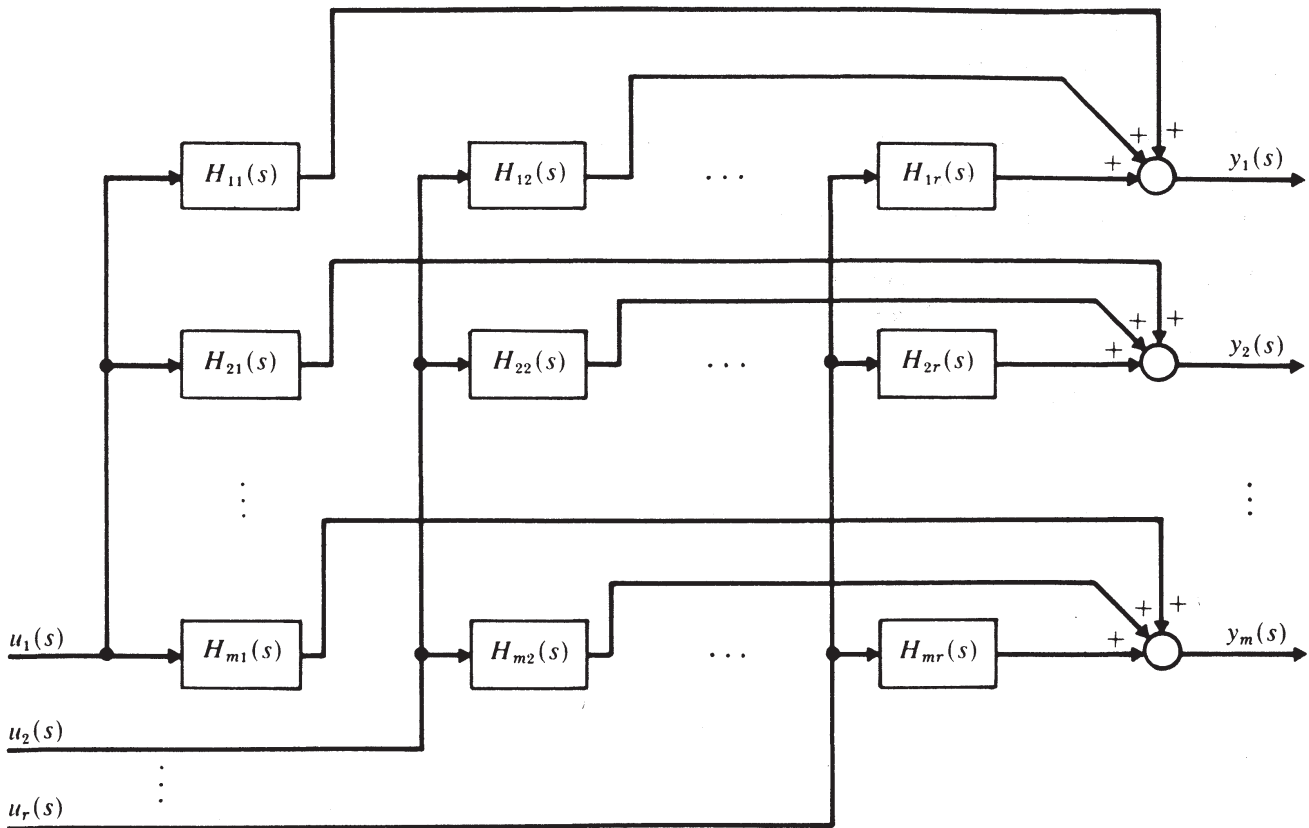 + +
H₁₁(s) H₁₂(s) ... H₁ᵣ(s) + y₁(s)
+ +
H₂₁(s) H₂₂(s) ... H₂ᵣ(s) + y₂(s)
+ +
u₁(s) Hₘ₁(s) Hₘ₂(s) ... Hₘᵣ(s) + yₘ(s)
u₂(s)
uᵣ(s)